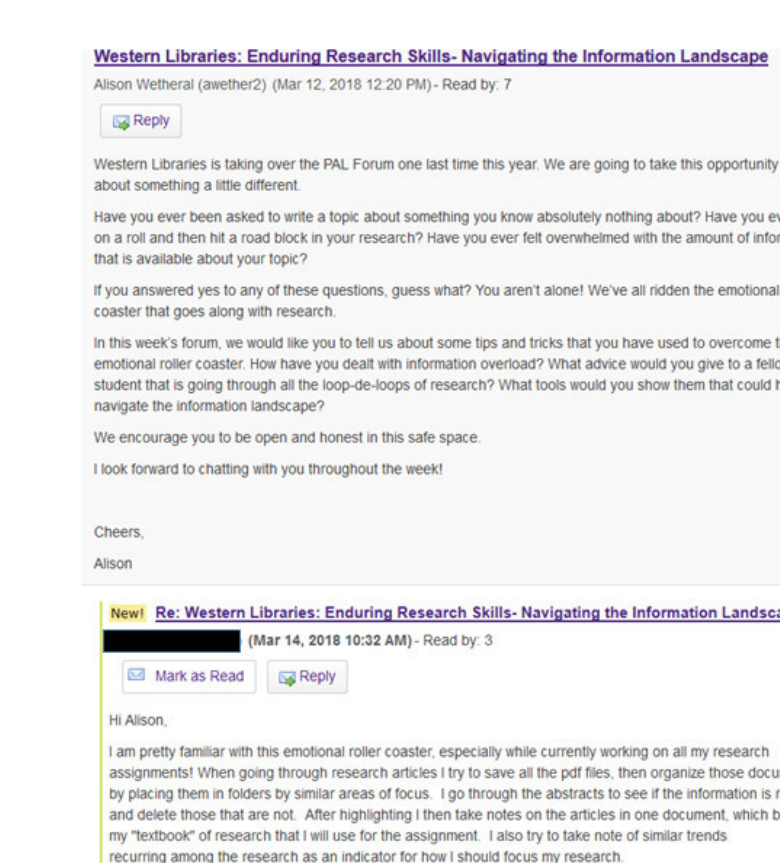 Western Libraries: Enduring Research Skills- Navigating the Information Landscape
Alison Wetheral (awether2) (Mar 12, 2018 12:20 PM) - Read by: 7
Reply
Western Libraries is taking over the PAL Forum one last time this year. We are going to take this opportunity
about something a little different.
Have you ever been asked to write a topic about something you know absolutely nothing about? Have you
on a roll and then hit a road block in your research? Have you ever felt overwhelmed with the amount of
that is available about your topic?
If you answered yes to any of these questions, guess what? You aren't alone! We've all ridden the emotional
coaster that goes along with research.
In this week's forum, we would like you to tell us about some tips and tricks that you have used to overcome
emotional roller coaster. How have you dealt with information overload? What advice would you give to a
student that is going through all the loop-de-loops of research? What tools would you show them that could
navigate the information landscape?
We encourage you to be open and honest in this safe space.
I look forward to chatting with you throughout the week!
Cheers,
Alison
New! Re: Western Libraries: Enduring Research Skills- Navigating the Information
(Mar 14, 2018 10:32 AM) - Read by: 3
Mark as Read Reply
Hi Alison,
I am pretty familiar with this emotional roller coaster, especially while currently working on all my research
assignments! When going through research articles I try to save all the pdf files, then organize those
by placing them in folders by similar areas of focus. I go through the abstracts to see if the information is
and delete those that are not. After highlighting I then take notes on the articles in one document, which
my "textbook" of research that I will use for the assignment. I also try to take note of similar trends
recurring among the research as an indicator for how I should focus my research.